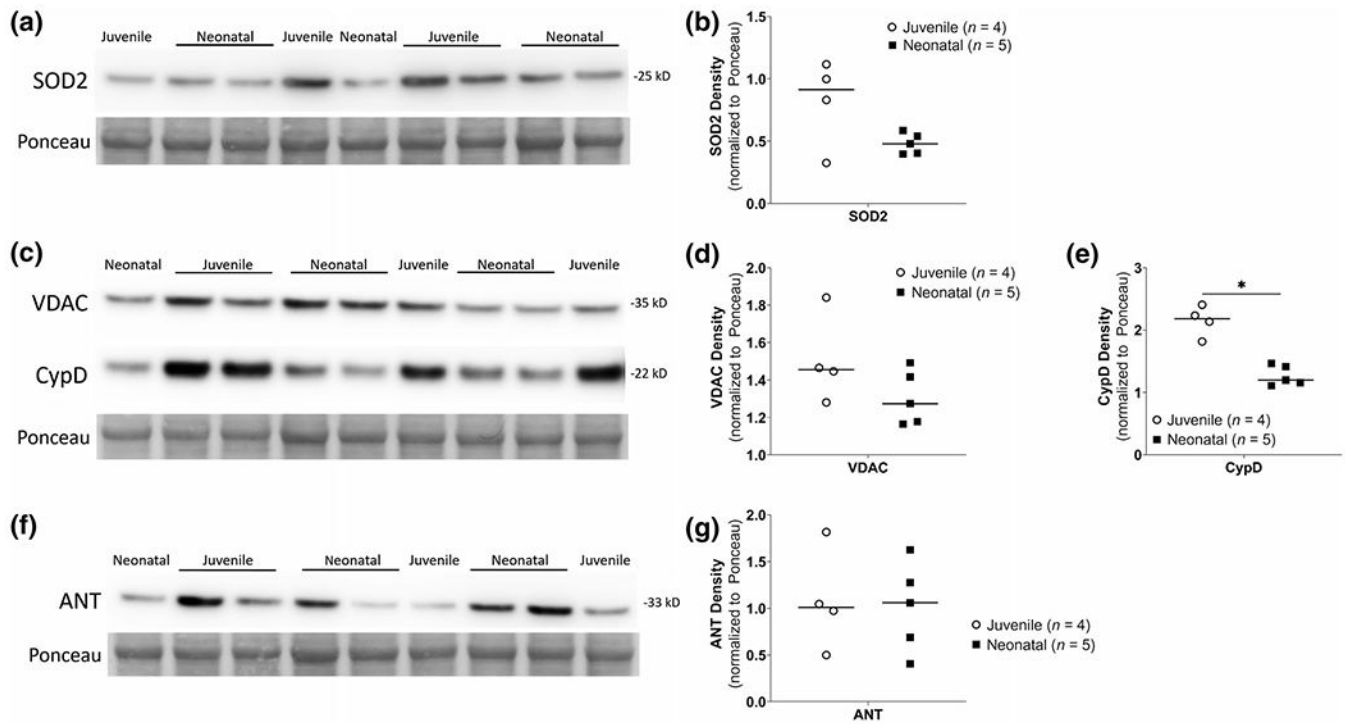 (a)
Juvenile Neonatal Juvenile Neonatal Juvenile Neonatal
SOD2
-25 kD
Ponceau
(b)
1.5
1.0
0.5
0.0
SOD2 Density
(normalized to Ponceau)
Juvenile (n = 4)
Neonatal (n = 5)
SOD2
(c)
Neonatal Juvenile Neonatal Juvenile Neonatal Juvenile
VDAC
-35 kD
CypD
-22 kD
Ponceau
(d)
2.0
1.8
1.6
1.4
1.2
1.0
VDAC Density
(normalized to Ponceau)
Juvenile (n = 4)
Neonatal (n = 5)
VDAC
(e)
3
2
1
0
CypD Density
(normalized to Ponceau)
*
Juvenile (n = 4)
Neonatal (n = 5)
CypD
(f)
Neonatal Juvenile Neonatal Juvenile Neonatal Juvenile
ANT
-33 kD
Ponceau
(g)
2.0
1.5
1.0
0.5
0.0
ANT Density
(normalized to Ponceau)
Juvenile (n = 4)
Neonatal (n = 5)
ANT